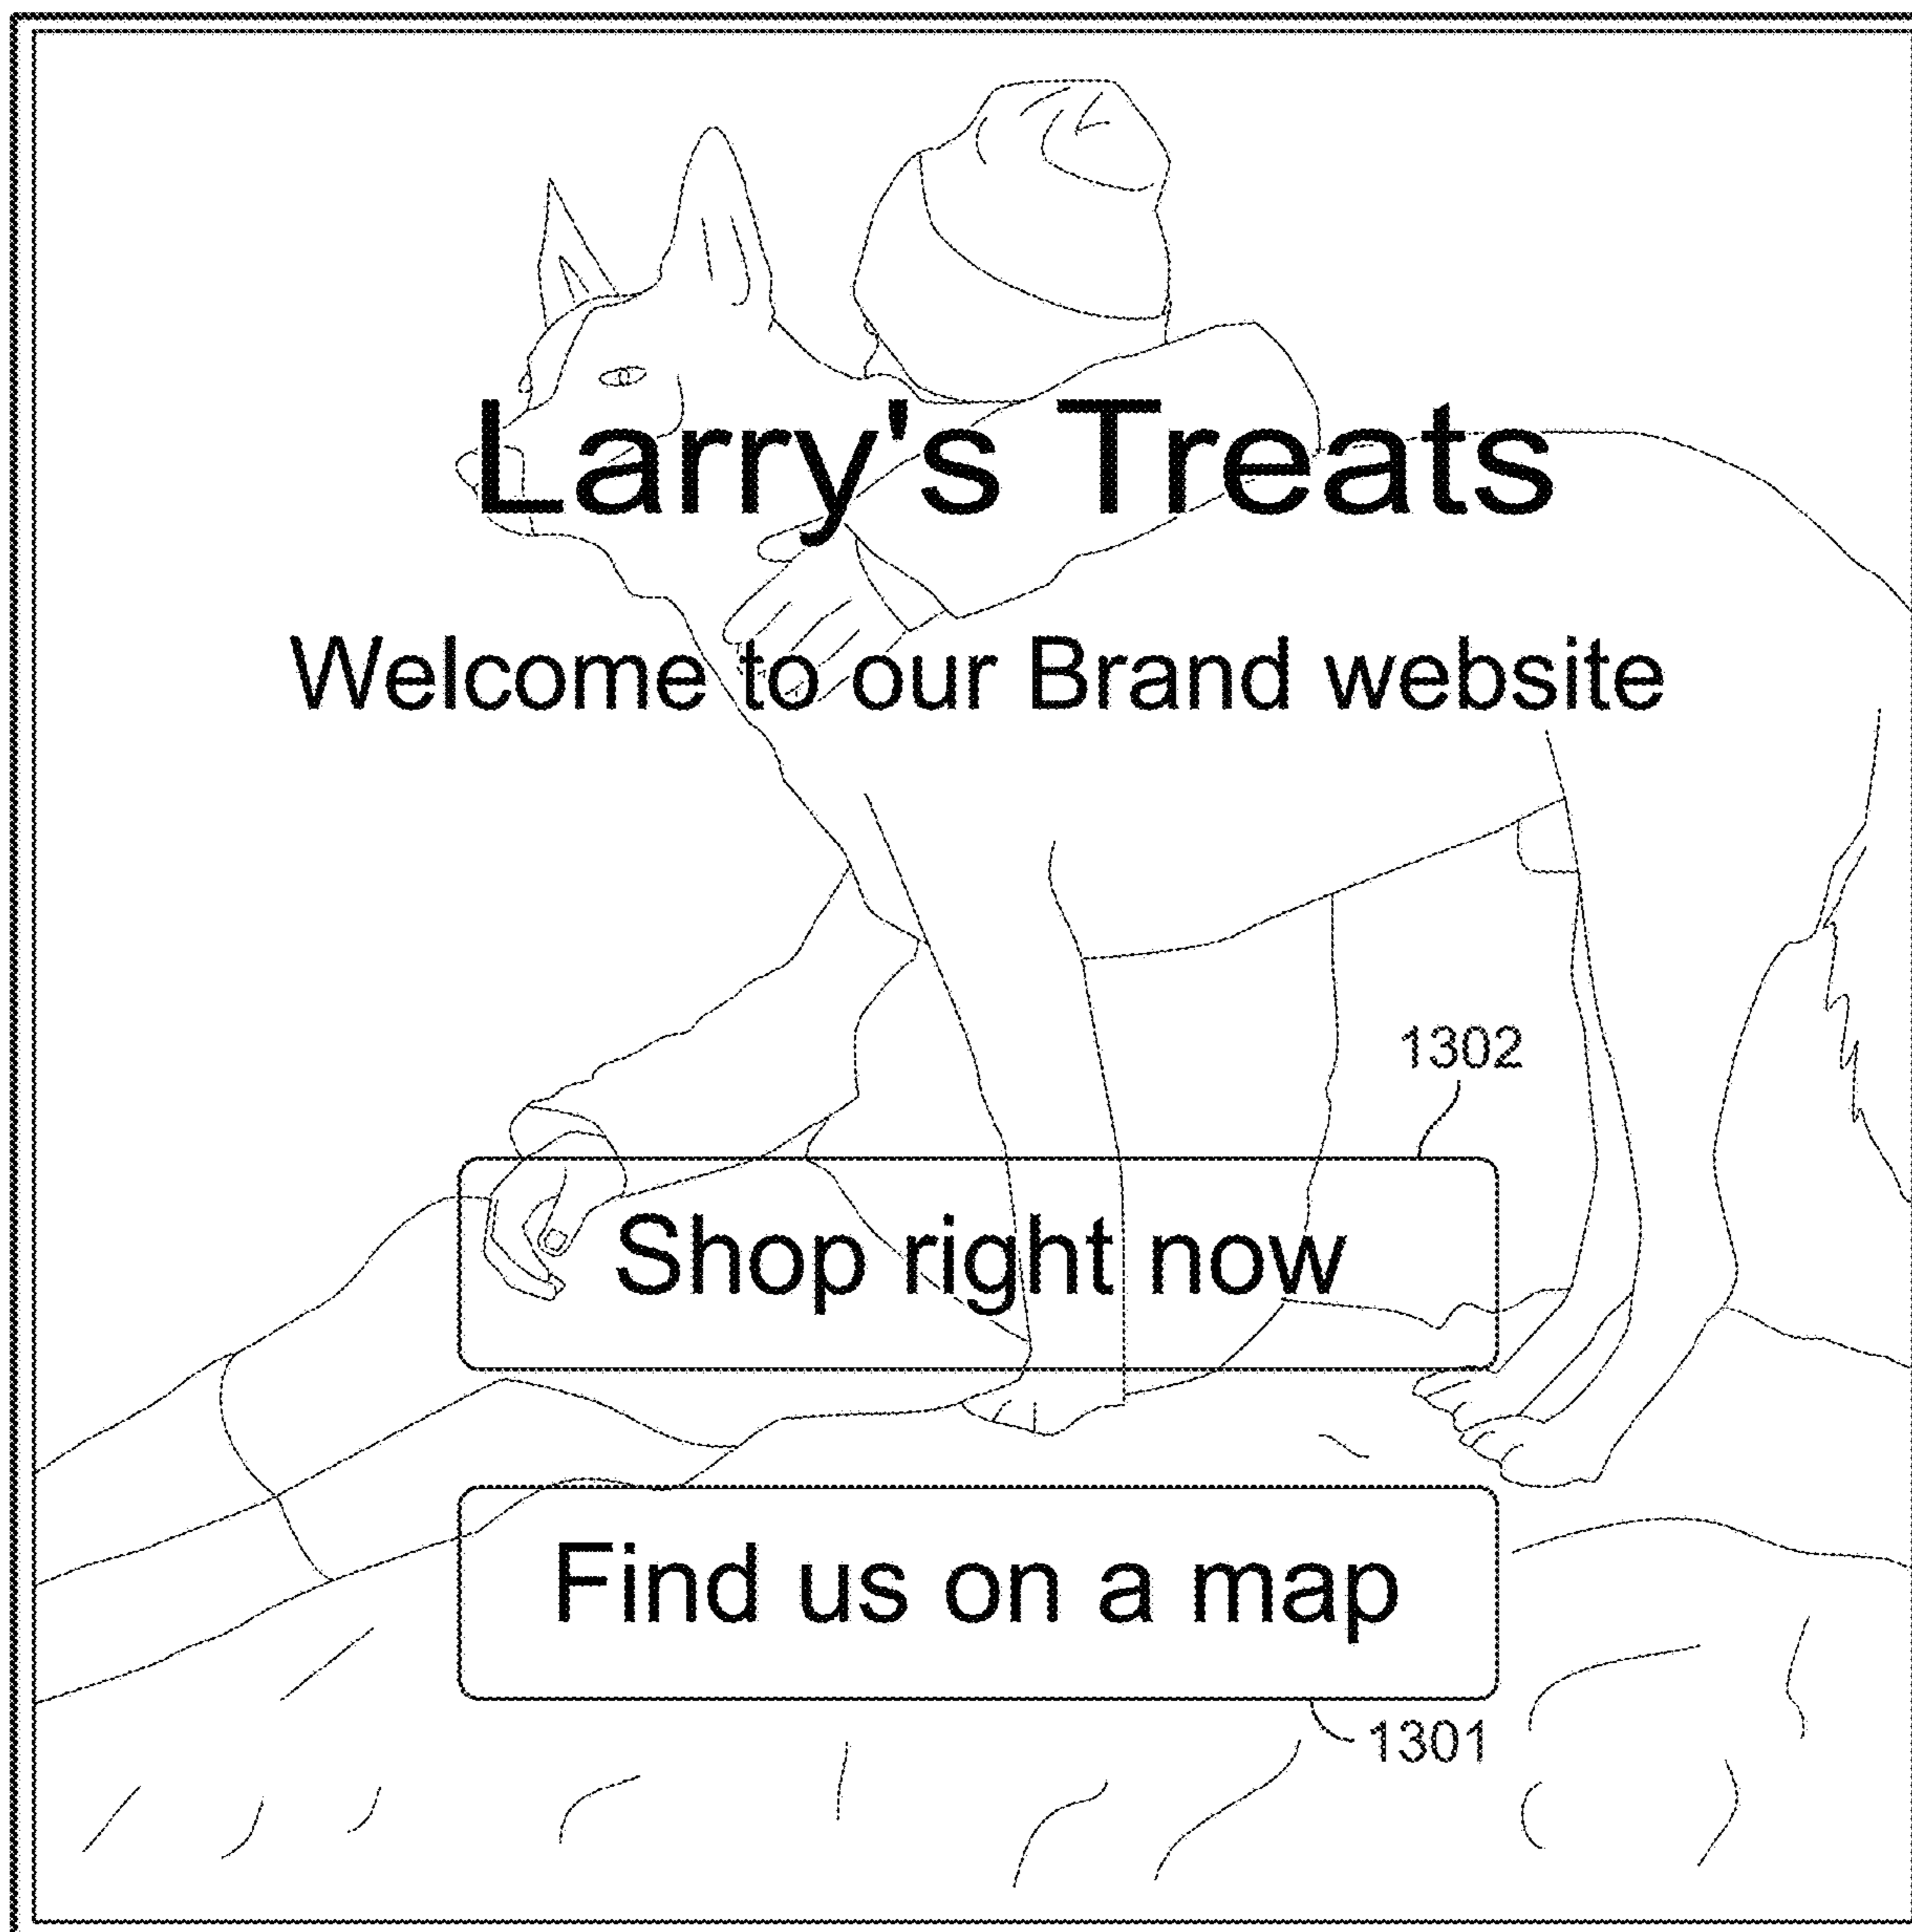 Larry's Treats
Welcome to our Brand website
1302
Shop right now
Find us on a map
1301